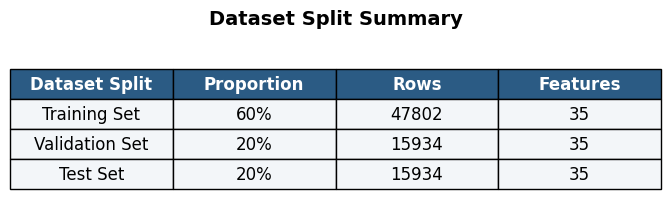 Dataset Split Summary
Dataset Split Proportion Rows Features
Training Set 60% 47802 35
Validation Set 20% 15934 35
Test Set 20% 15934 35